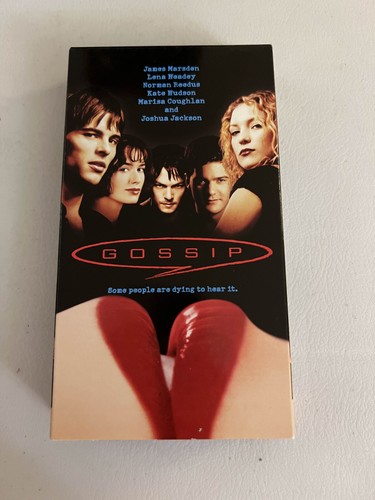 James Marsden
Lena Headey
Norman Reedus
Kate Hudson
Marisa Coughlan
and
Joshua Jackson
GOSSIP
Some people are dying to hear it.